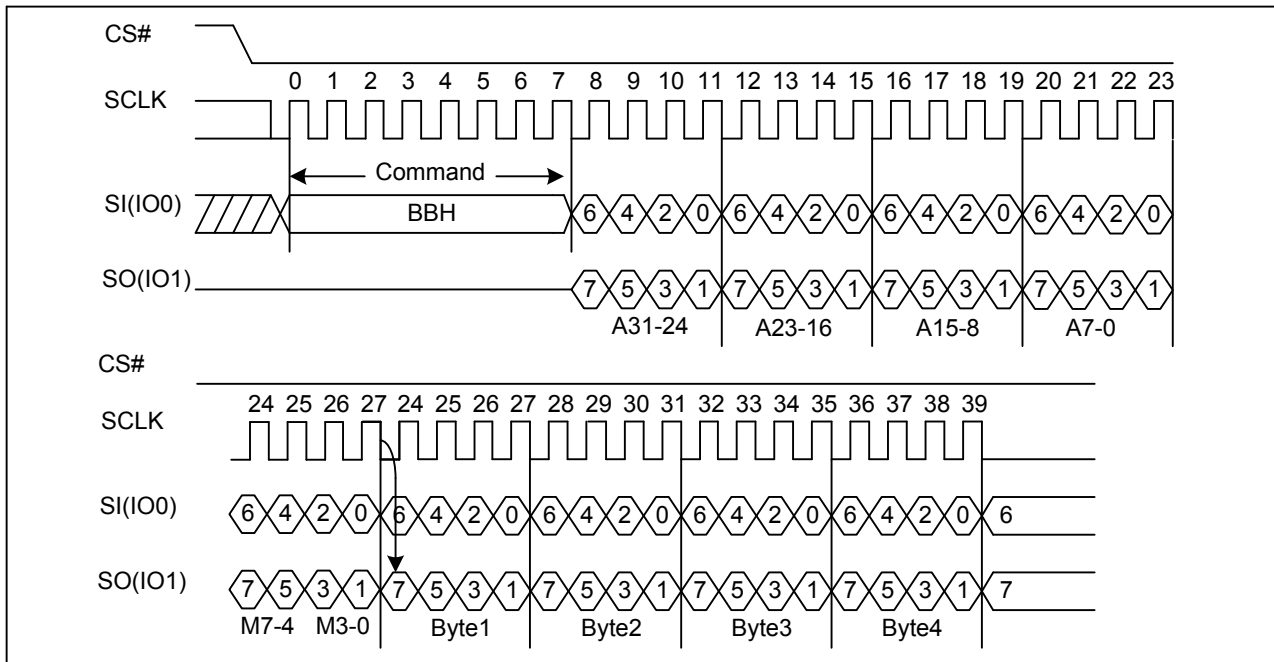 CS#
0 1 2 3 4 5 6 7 8 9 10 11 12 13 14 15 16 17 18 19 20 21 22 23
SCLK
Command
SI(IO0) BBH 6 4 2 0 6 4 2 0 6 4 2 0 6 4 2 0
SO(IO1) 7 5 3 1 7 5 3 1 7 5 3 1 7 5 3 1
A31-24 A23-16 A15-8 A7-0
CS#
24 25 26 27 24 25 26 27 28 29 30 31 32 33 34 35 36 37 38 39
SCLK
SI(IO0) 6 4 2 0 6 4 2 0 6 4 2 0 6 4 2 0 6 4 2 0 6
SO(IO1) 7 5 3 1 7 5 3 1 7 5 3 1 7 5 3 1 7 5 3 1 7
M7-4 M3-0 Byte1 Byte2 Byte3 Byte4